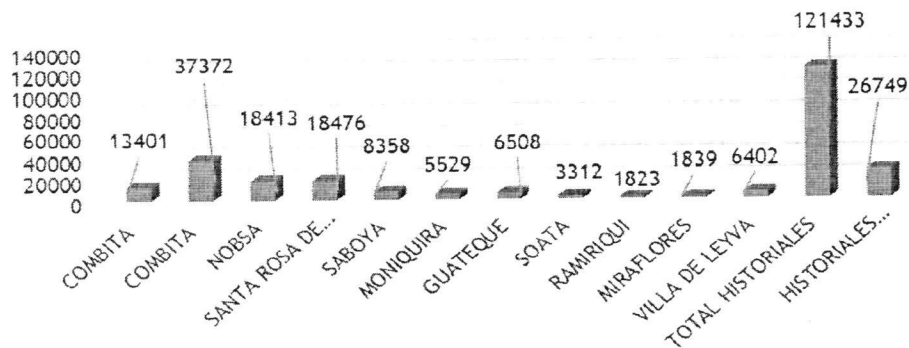 140000
120000
100000
80000
60000
40000
20000
0
13401
37372
18413
18476
8358
5529
6508
3312
1823
1839
6402
121433
26749
COMBITA
COMBITA
NOBSA
SANTA ROSA DE...
SABOYA
MONIQUIRA
GUATEQUE
SOATA
RAMIRIQUI
MIRAFLORES
VILLA DE LEYVA
TOTAL HISTORIALES
HISTORIALES...